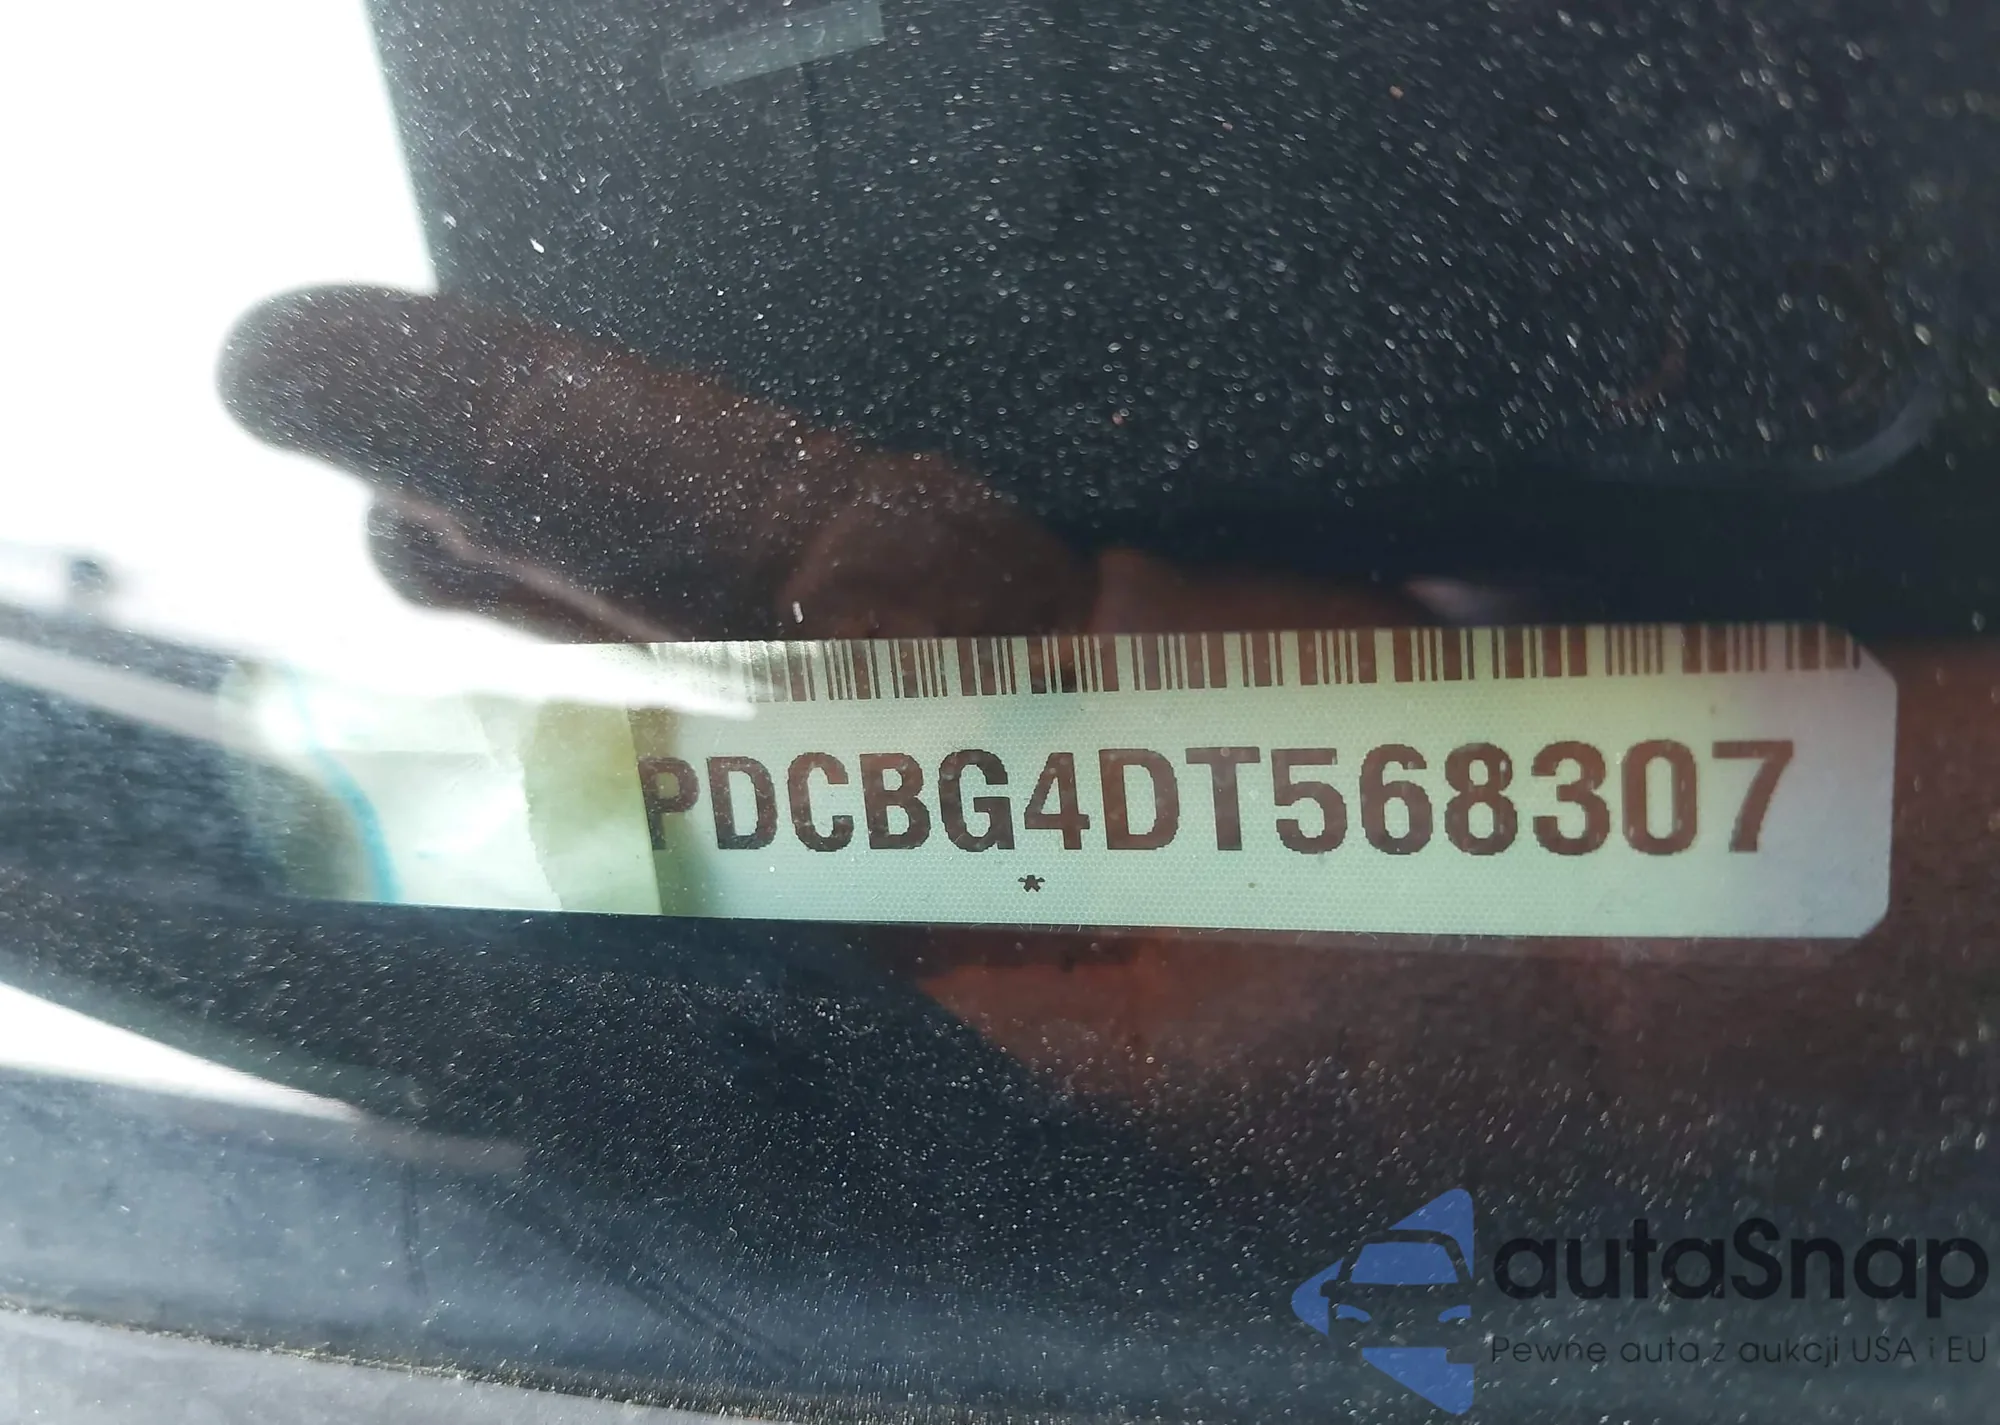 PDCBG4DT568307
*
autaSnap
Pewne auta z aukcji USA i EU